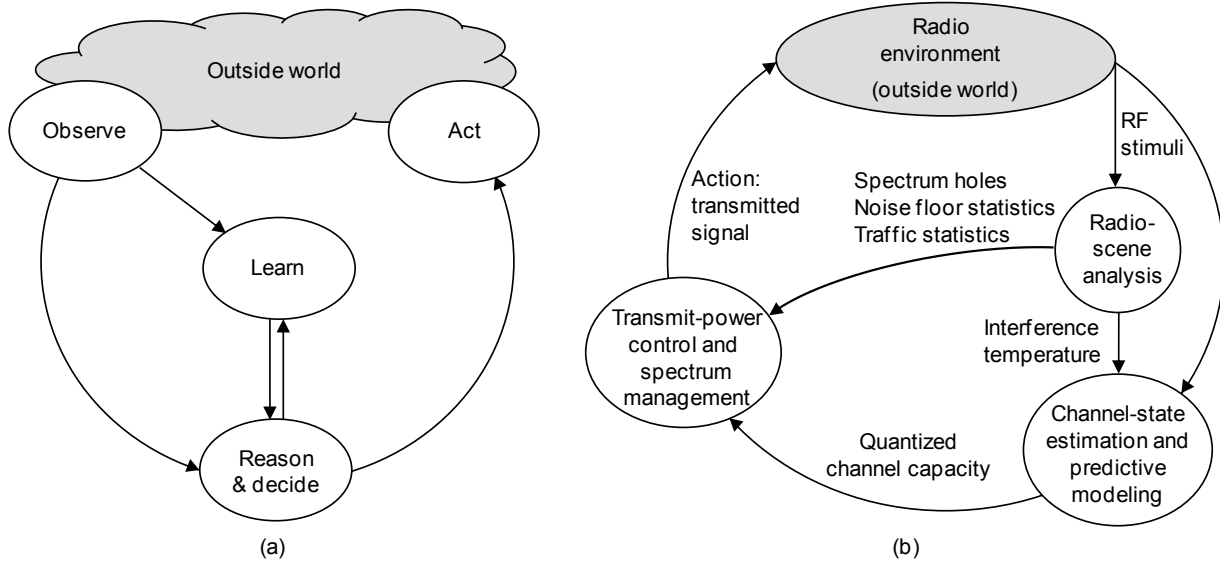 Outside world
Observe
Act
Learn
Reason
& decide
(a)
Radio
environment
(outside world)
RF
stimuli
Action:
transmitted
signal
Spectrum holes
Noise floor statistics
Traffic statistics
Radio-
scene
analysis
Transmit-power
control and
spectrum
management
Interference
temperature
Channel-state
estimation and
predictive
modeling
Quantized
channel capacity
(b)